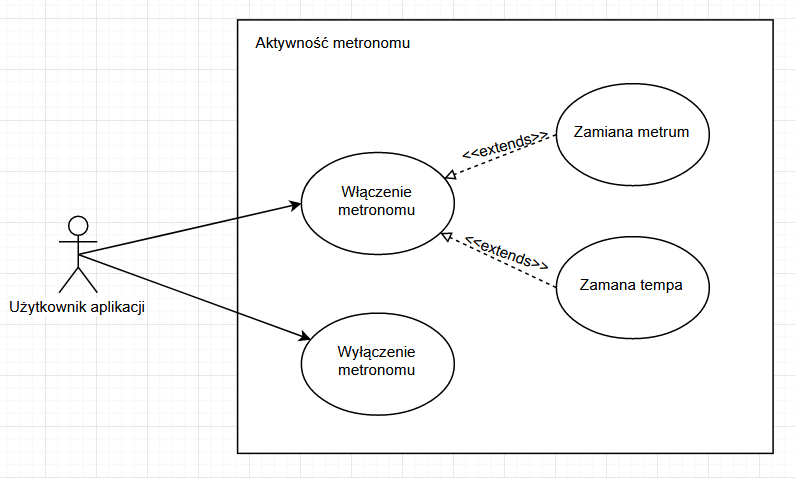 Aktywność metronomu
Zamiana metrum
<<extends>>
Włączenie
metronomu
<<extends>>
Zamana tempa
Użytkownik aplikacji
Wyłączenie
metronomu